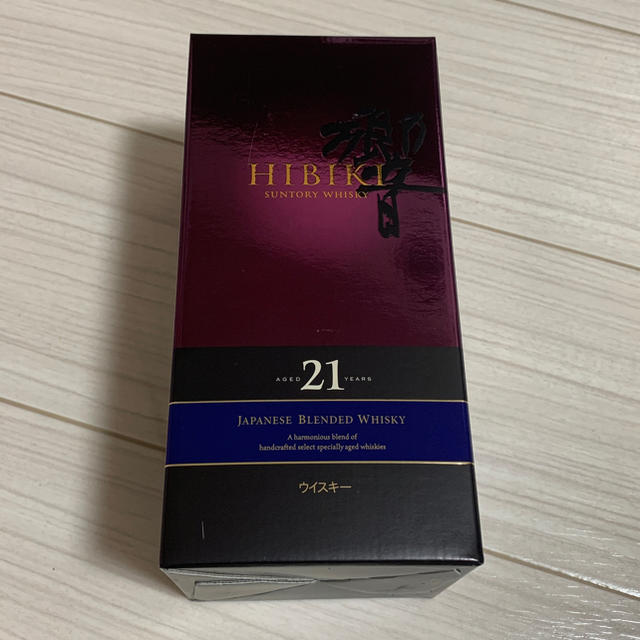 響
HIBIKI
SUNTORY WHISKY
AGED 21 YEARS
JAPANESE BLENDED WHISKY
A harmonious blend of
handcrafted select specially aged whiskies
ウイスキー